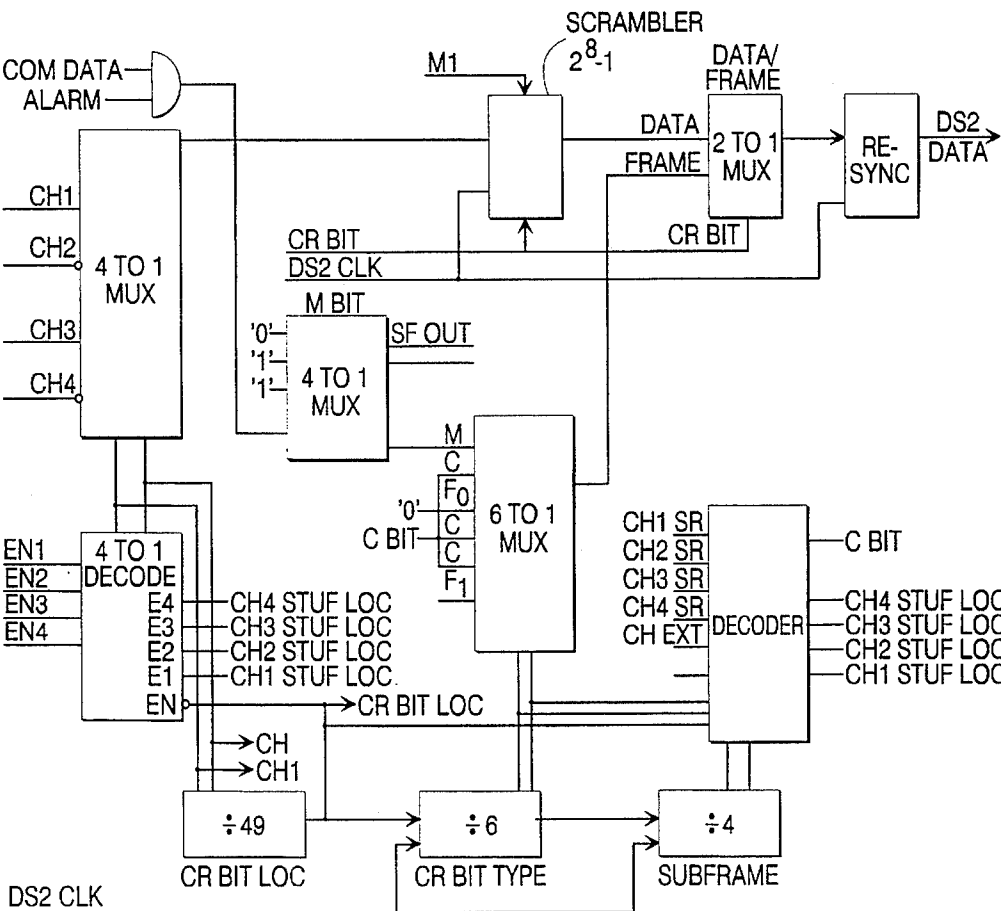 SCRAMBLER
2^8-1
COM DATA
ALARM
M1
DATA/
FRAME
DATA
FRAME
2 TO 1
MUX
RE-
SYNC
DS2
DATA
CH1
CH2
CH3
CH4
4 TO 1
MUX
CR BIT
CR BIT
DS2 CLK
M BIT
'0'
'1'
'1'
4 TO 1
MUX
SF OUT
M
C
F0
'0'
C
C BIT
C
F1
6 TO 1
MUX
CH1 SR
CH2 SR
CH3 SR
CH4 SR
CH EXT
DECODER
C BIT
CH4 STUF LOC
CH3 STUF LOC
CH2 STUF LOC
CH1 STUF LOC
EN1
EN2
EN3
EN4
4 TO 1
DECODE
E4
E3
E2
E1
EN
CH4 STUF LOC
CH3 STUF LOC
CH2 STUF LOC
CH1 STUF LOC.
CR BIT LOC
CH
CH1
÷49
CR BIT LOC
÷6
CR BIT TYPE
÷4
SUBFRAME
DS2 CLK